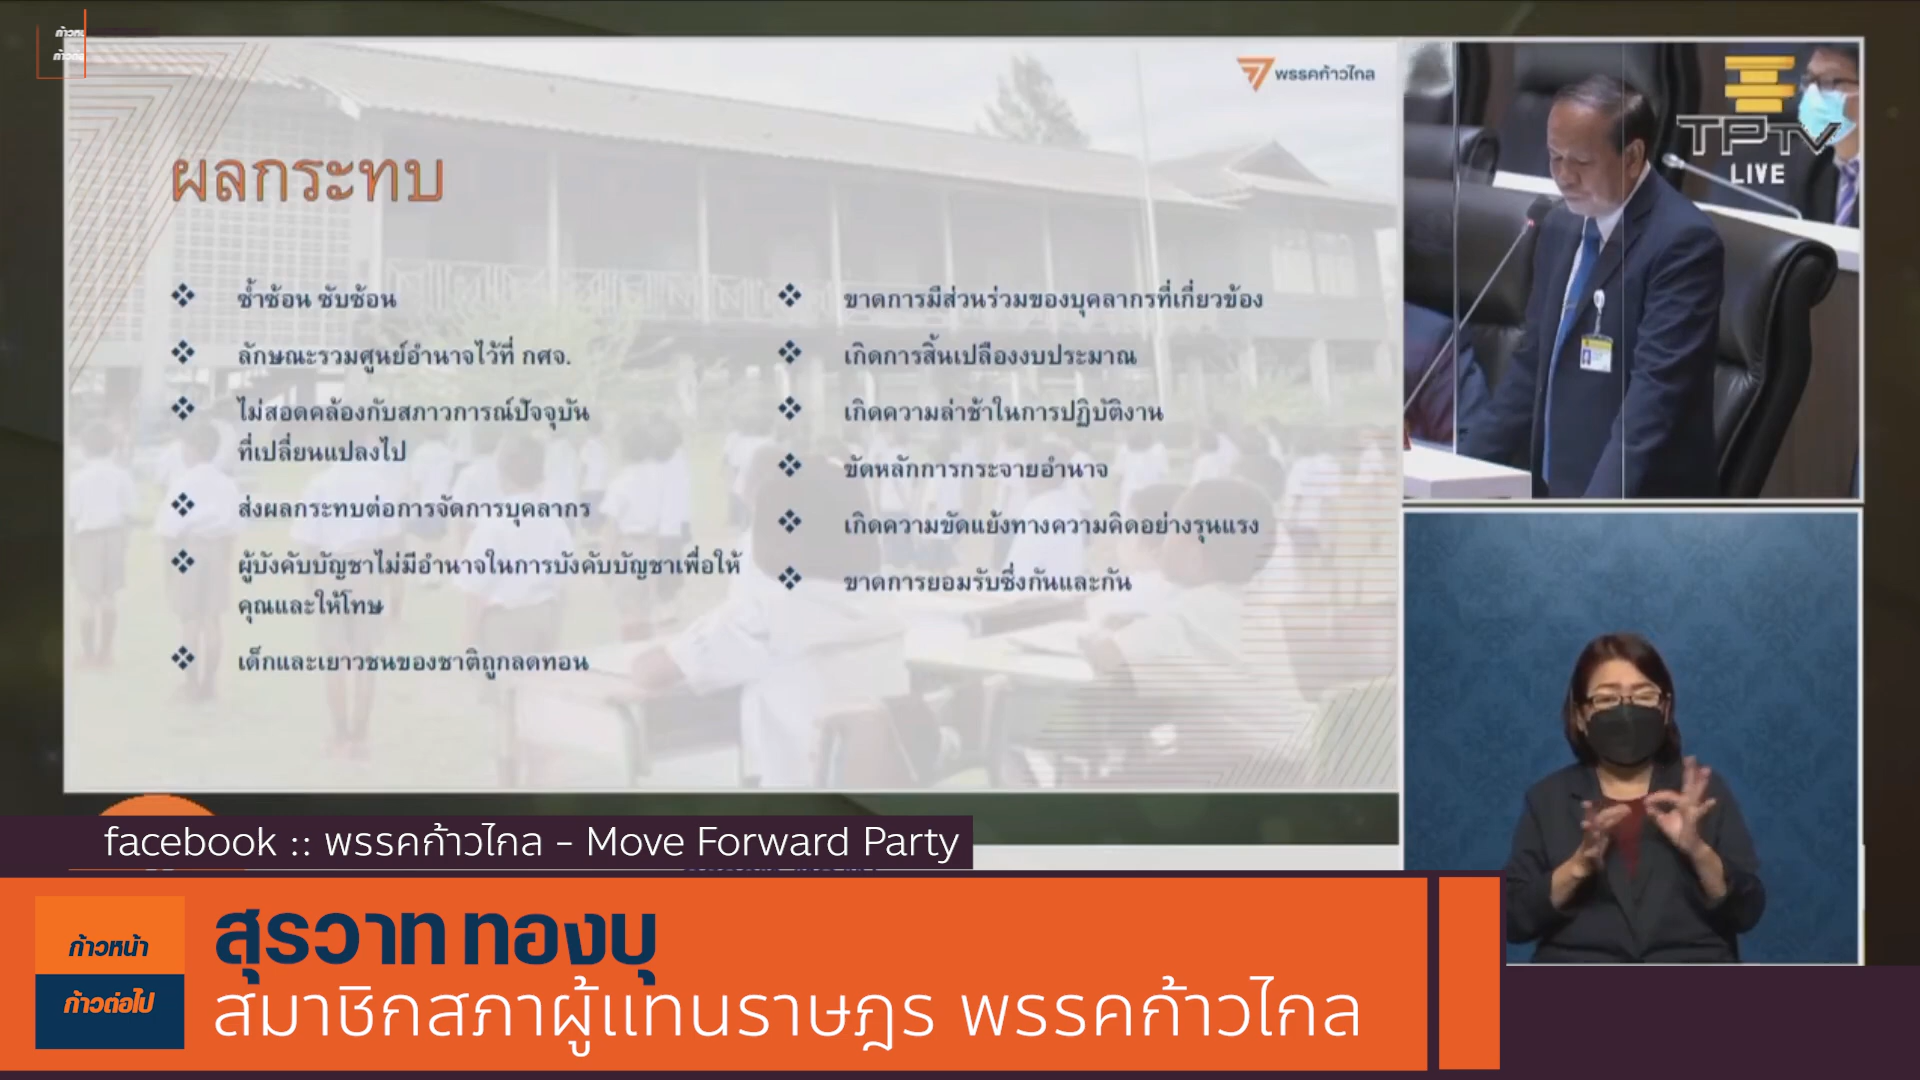 ก้าวหน้า
ก้าวต่อ
พรรคก้าวไกล
TPTV
LIVE
ผลกระทบ
ซ้ำซ้อน ซับซ้อน
ลักษณะรวมศูนย์อำนาจไว้ที่ กศจ.
ไม่สอดคล้องกับสภาวการณ์ปัจจุบัน
ที่เปลี่ยนแปลงไป
ส่งผลกระทบต่อการจัดการบุคลากร
ผู้บังคับบัญชาไม่มีอำนาจในการบังคับบัญชาเพื่อให้
คุณและให้โทษ
เด็กและเยาวชนของชาติถูกลดทอน
ขาดการมีส่วนร่วมของบุคลากรที่เกี่ยวข้อง
เกิดการสิ้นเปลืองงบประมาณ
เกิดความล่าช้าในการปฏิบัติงาน
ขัดหลักการกระจายอำนาจ
เกิดความขัดแย้งทางความคิดอย่างรุนแรง
ขาดการยอมรับซึ่งกันและกัน
facebook :: พรรคก้าวไกล - Move Forward Party
ก้าวหน้า
ก้าวต่อไป
สุรวาท ทองบุ
สมาชิกสภาผู้แทนราษฎร พรรคก้าวไกล